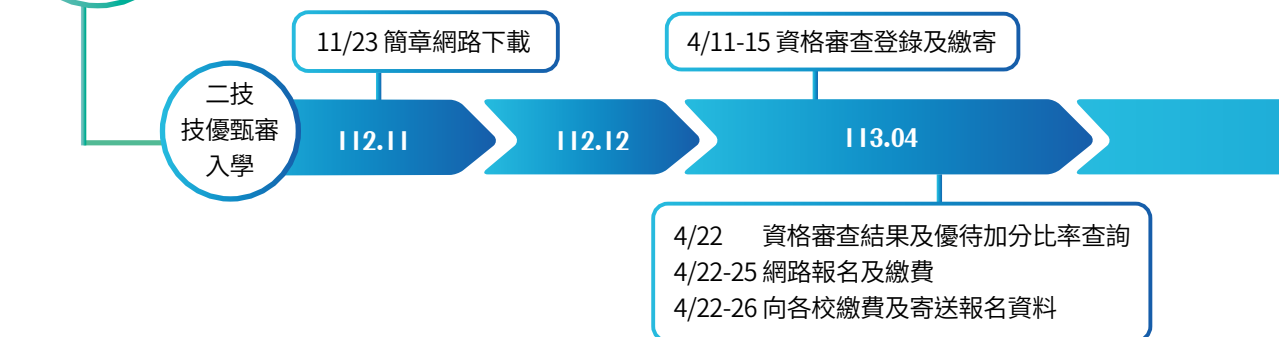 11/23 簡章網路下載
4/11-15 資格審查登錄及繳寄
二技
技優甄審
入學
112.11
112.12
113.04
4/22 資格審查結果及優待加分比率查詢
4/22-25 網路報名及繳費
4/22-26 向各校繳費及寄送報名資料